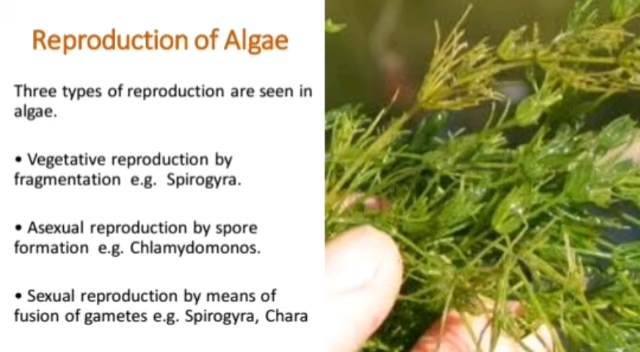 Reproduction of Algae
Three types of reproduction are seen in
algae.
• Vegetative reproduction by
fragmentation e.g. Spirogyra.
• Asexual reproduction by spore
formation e.g. Chlamydomonos.
• Sexual reproduction by means of
fusion of gametes e.g. Spirogyra, Chara